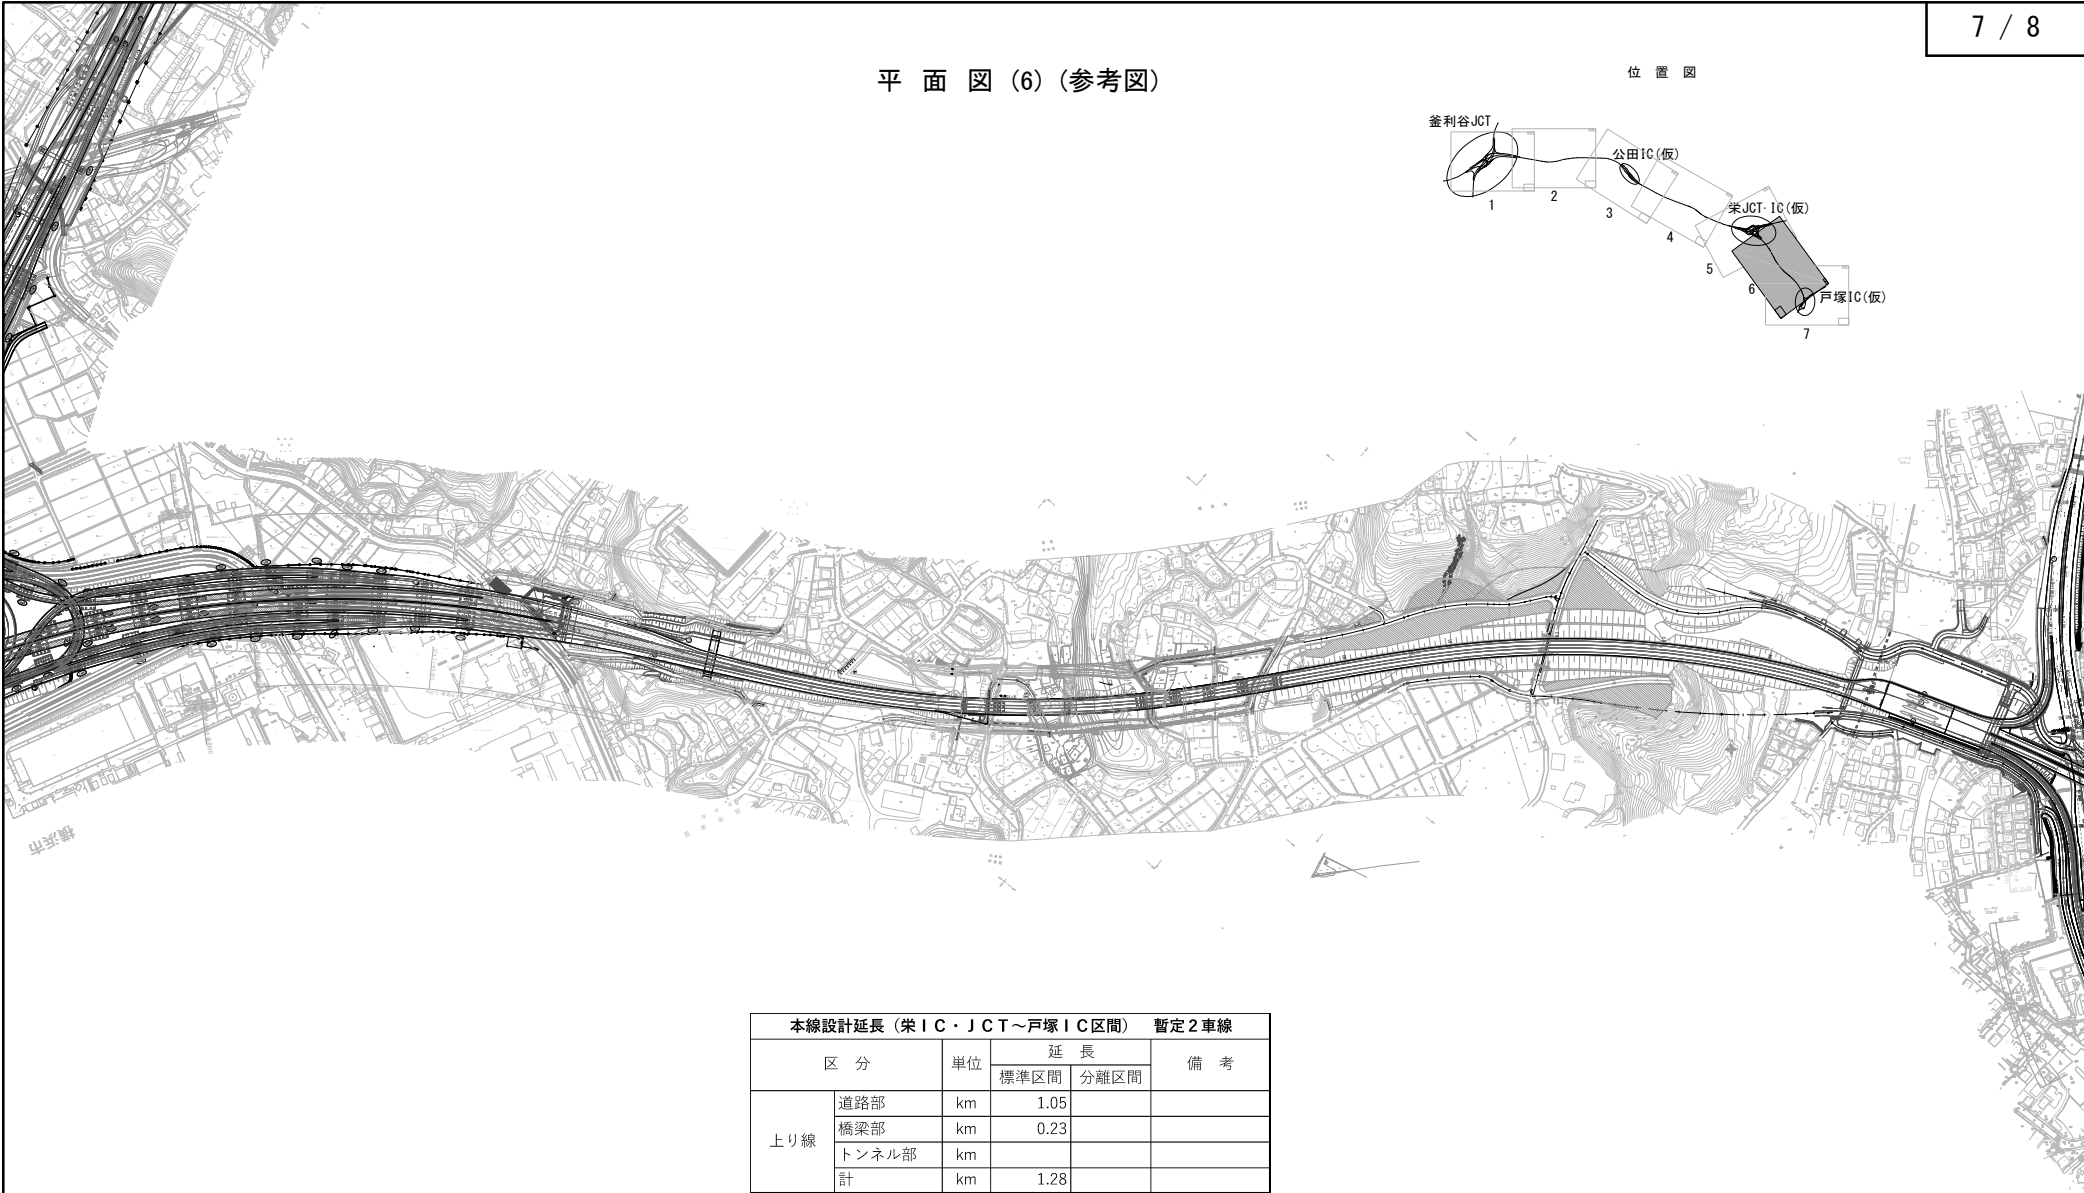 7 / 8
平 面 図 (6) (参考図)
位 置 図
釜利谷JCT
公田IC(仮)
栄JCT・IC(仮)
戸塚IC(仮)
1
2
3
4
5
6
7
横浜市
本線設計延長（栄ＩＣ・ＪＣＴ～戸塚ＩＣ区間） 暫定２車線
区 分 単位 延 長 備 考
標準区間 分離区間
上り線
道路部 km 1.05
橋梁部 km 0.23
トンネル部 km
計 km 1.28